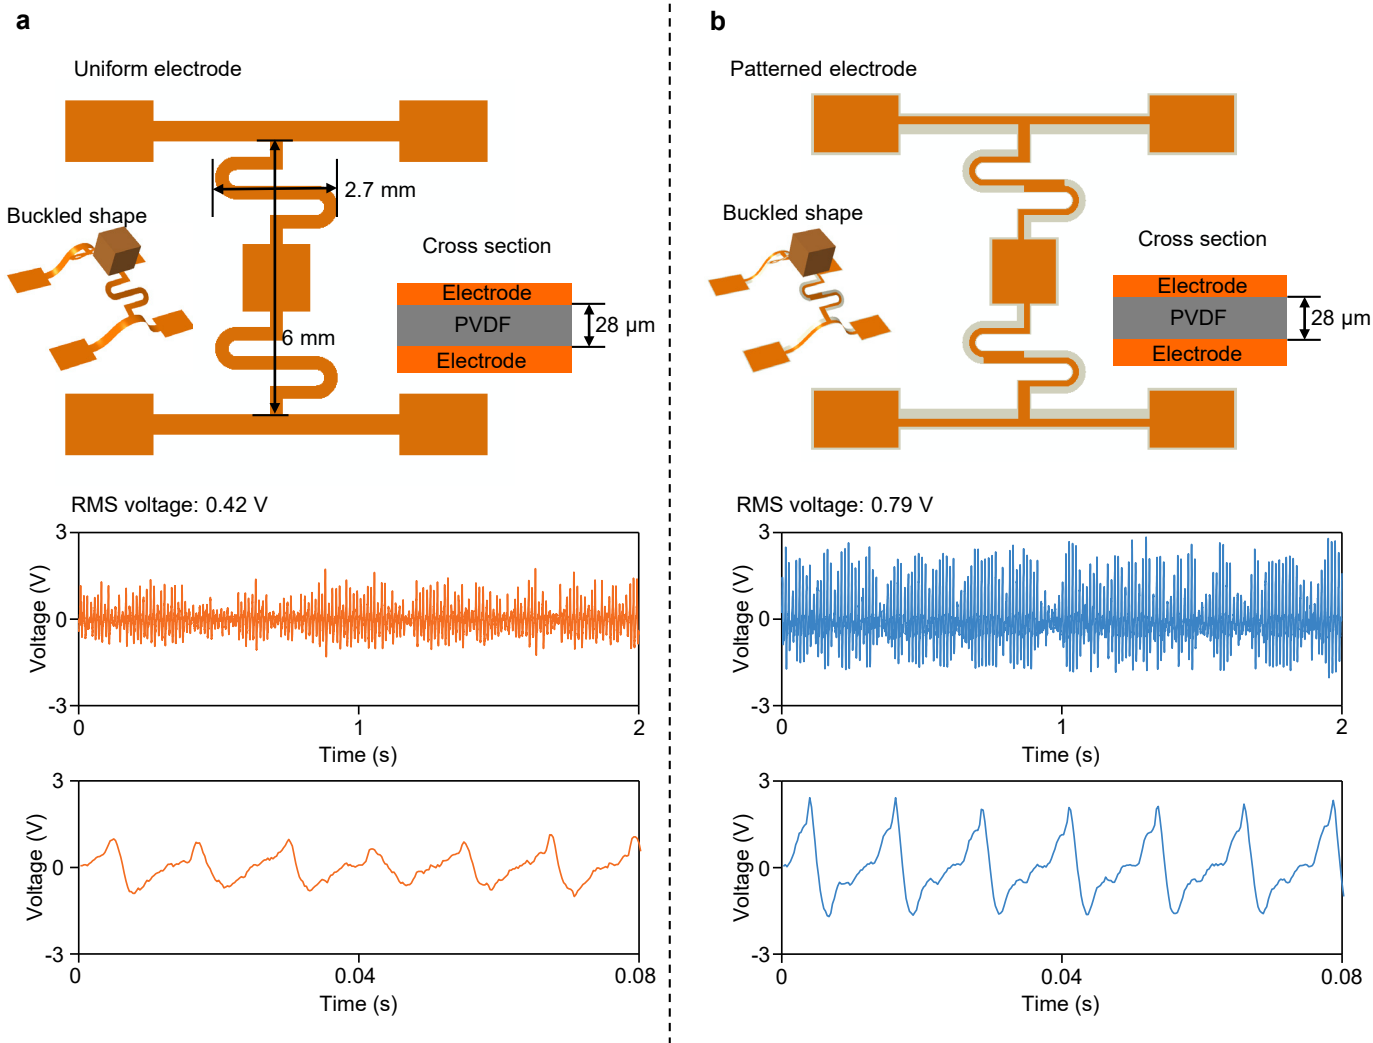 a
Uniform electrode
2.7 mm
Buckled shape
6 mm
Cross section
Electrode
PVDF
Electrode
28 μm
RMS voltage: 0.42 V
Voltage (V)
3
0
-3
0
1
2
Time (s)
Voltage (V)
3
0
-3
0
0.04
0.08
Time (s)
b
Patterned electrode
Buckled shape
Cross section
Electrode
PVDF
Electrode
28 μm
RMS voltage: 0.79 V
Voltage (V)
3
0
-3
0
1
2
Time (s)
Voltage (V)
3
0
-3
0
0.04
0.08
Time (s)